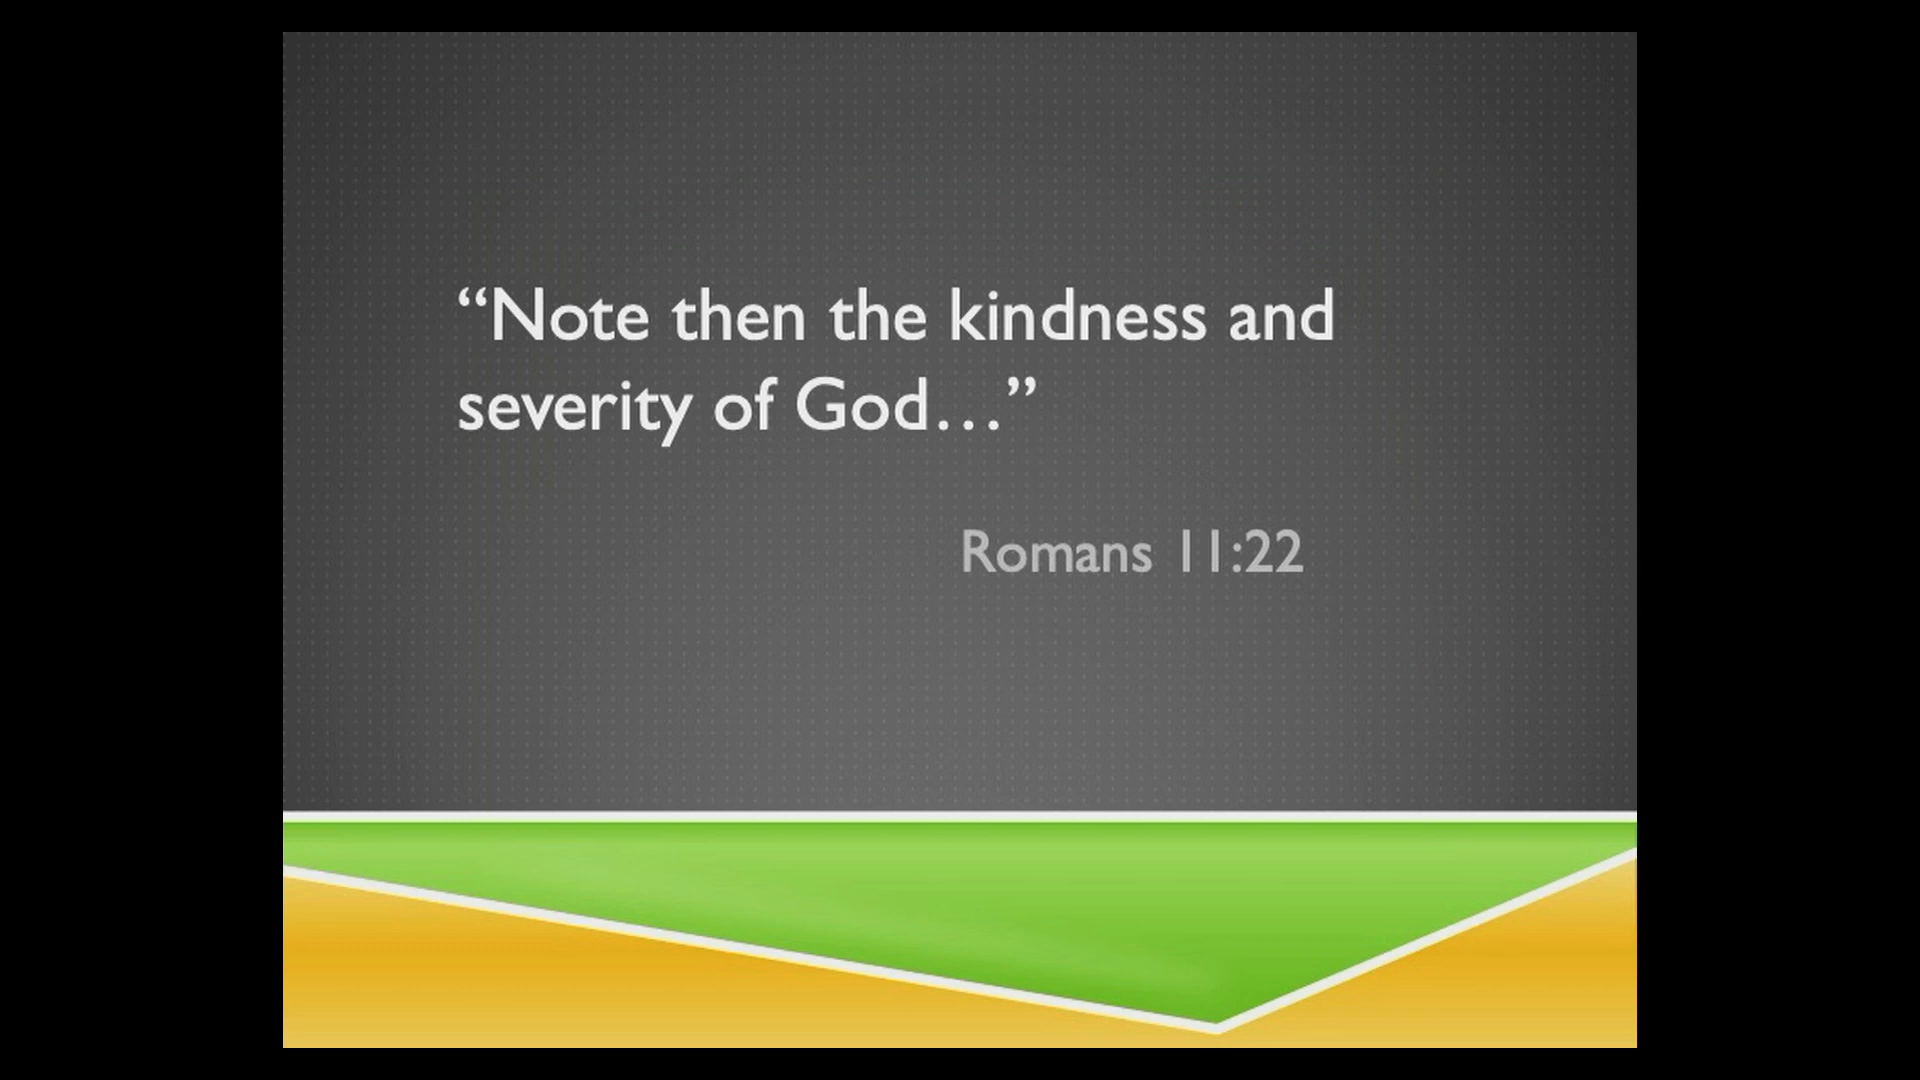 “Note then the kindness and
severity of God…”
Romans 11:22